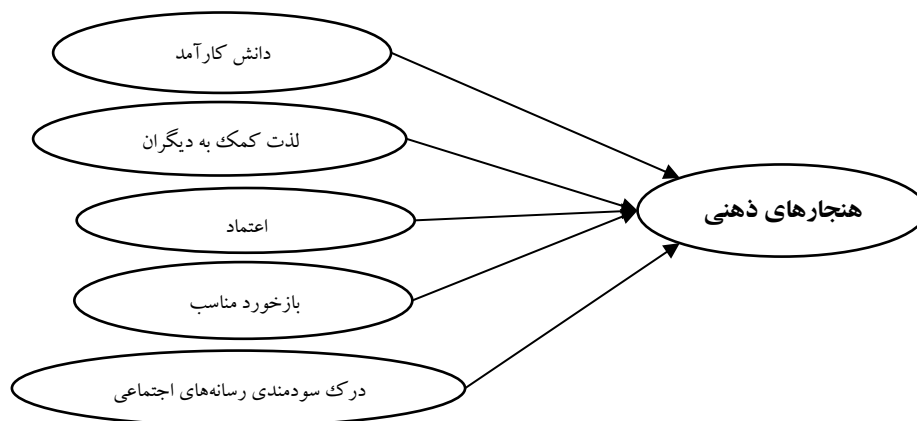 دانش کارآمد
لذت کمک به دیگران
اعتماد
بازخورد مناسب
درک سودمندی رسانه‌های اجتماعی
هنجارهای ذهنی